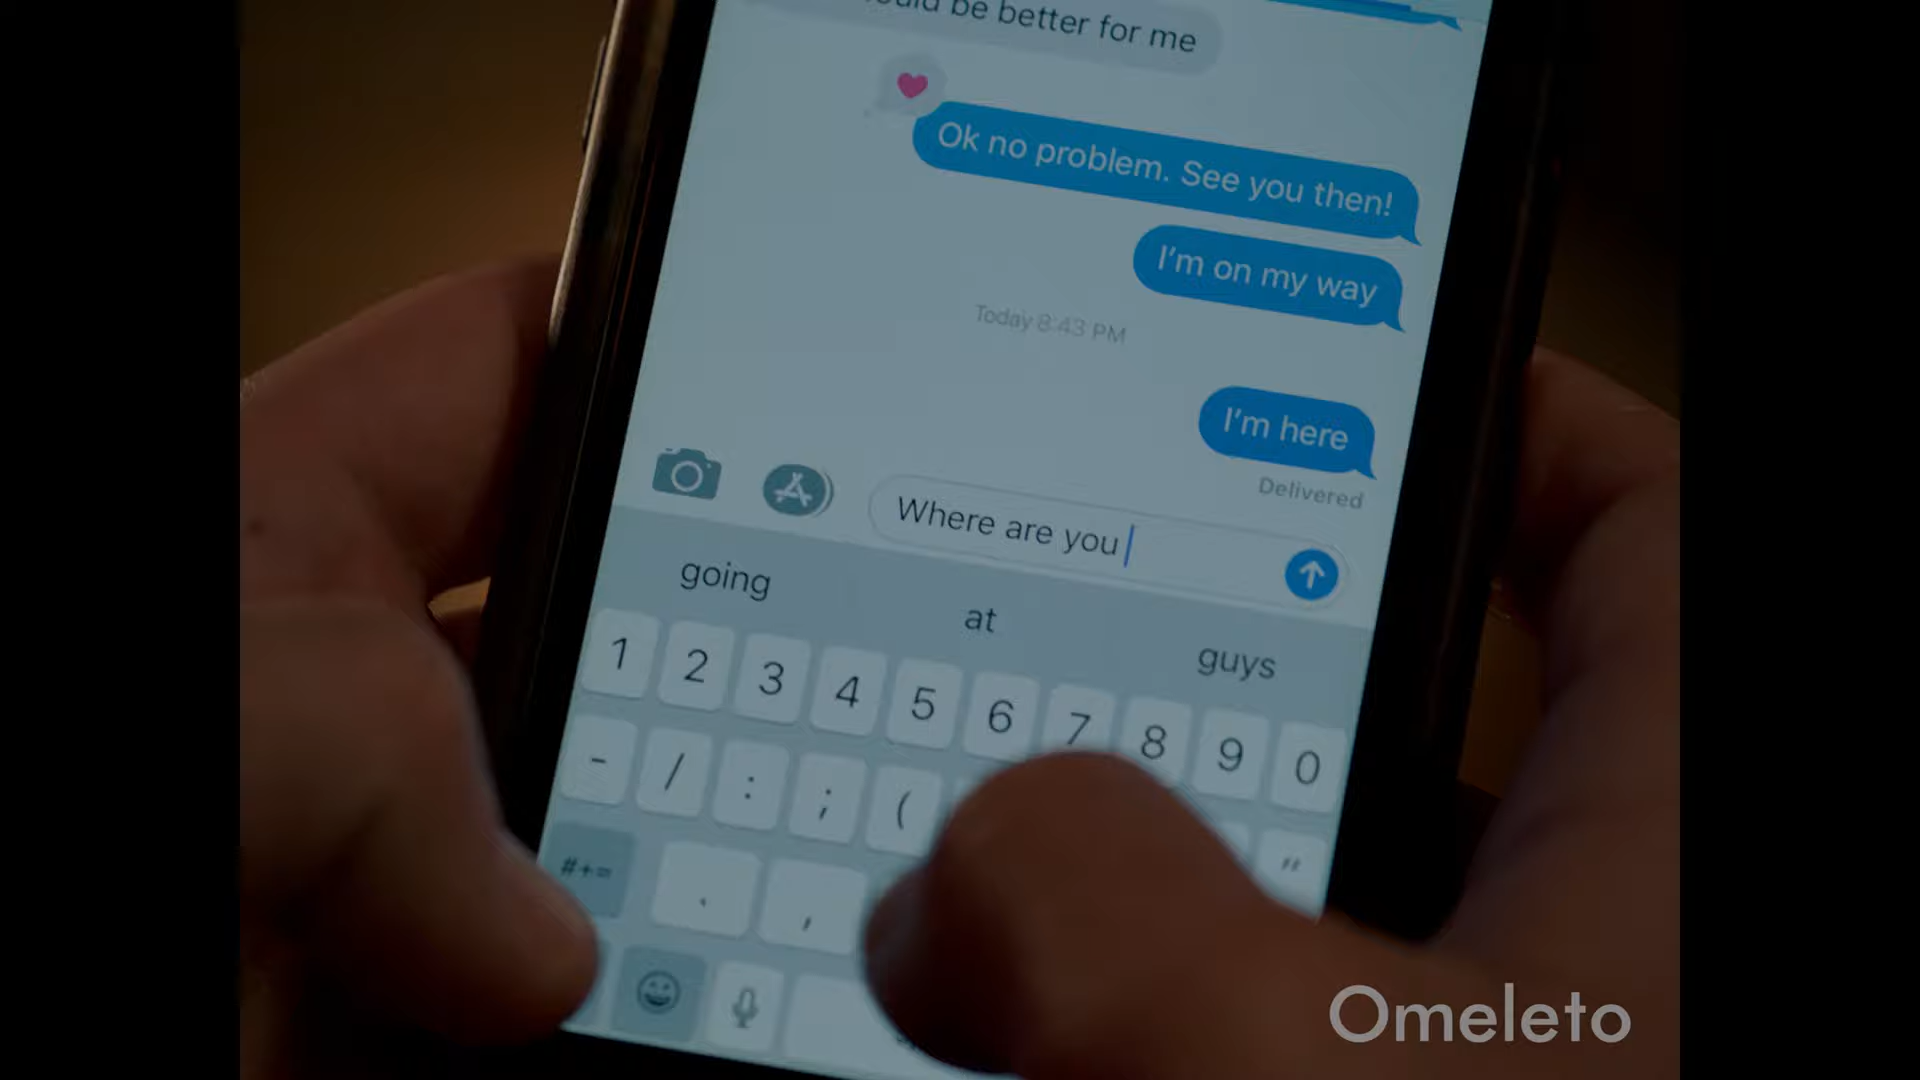 be better for me
Ok no problem. See you then!
I'm on my way
Today 8:43 PM
I'm here
Delivered
Where are you
going at guys
1 2 3 4 5 6 7 8 9 0
- / : ; ( "
#+= . ,
Omeleto